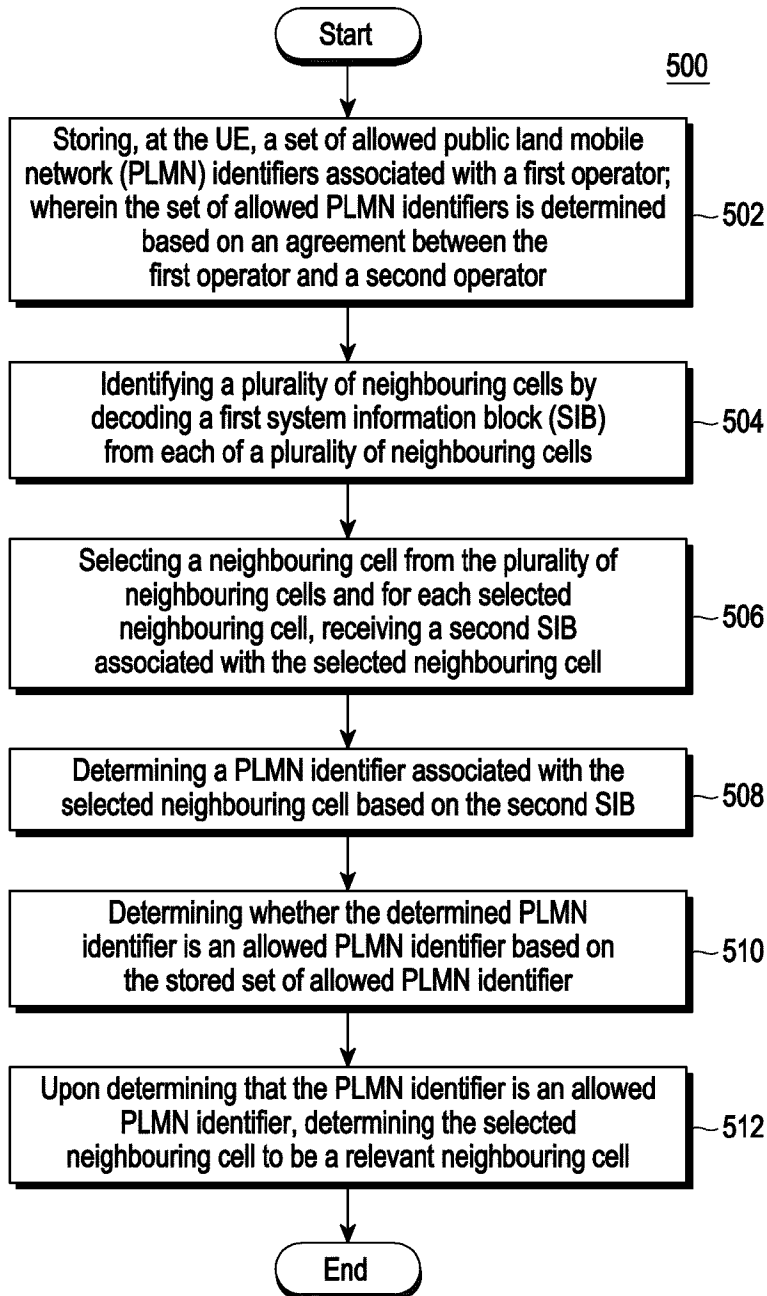 Start
500
Storing, at the UE, a set of allowed public land mobile
network (PLMN) identifiers associated with a first operator;
wherein the set of allowed PLMN identifiers is determined
based on an agreement between the
first operator and a second operator
502
Identifying a plurality of neighbouring cells by
decoding a first system information block (SIB)
from each of a plurality of neighbouring cells
504
Selecting a neighbouring cell from the plurality of
neighbouring cells and for each selected
neighbouring cell, receiving a second SIB
associated with the selected neighbouring cell
506
Determining a PLMN identifier associated with the
selected neighbouring cell based on the second SIB
508
Determining whether the determined PLMN
identifier is an allowed PLMN identifier based on
the stored set of allowed PLMN identifier
510
Upon determining that the PLMN identifier is an allowed
PLMN identifier, determining the selected
neighbouring cell to be a relevant neighbouring cell
512
End